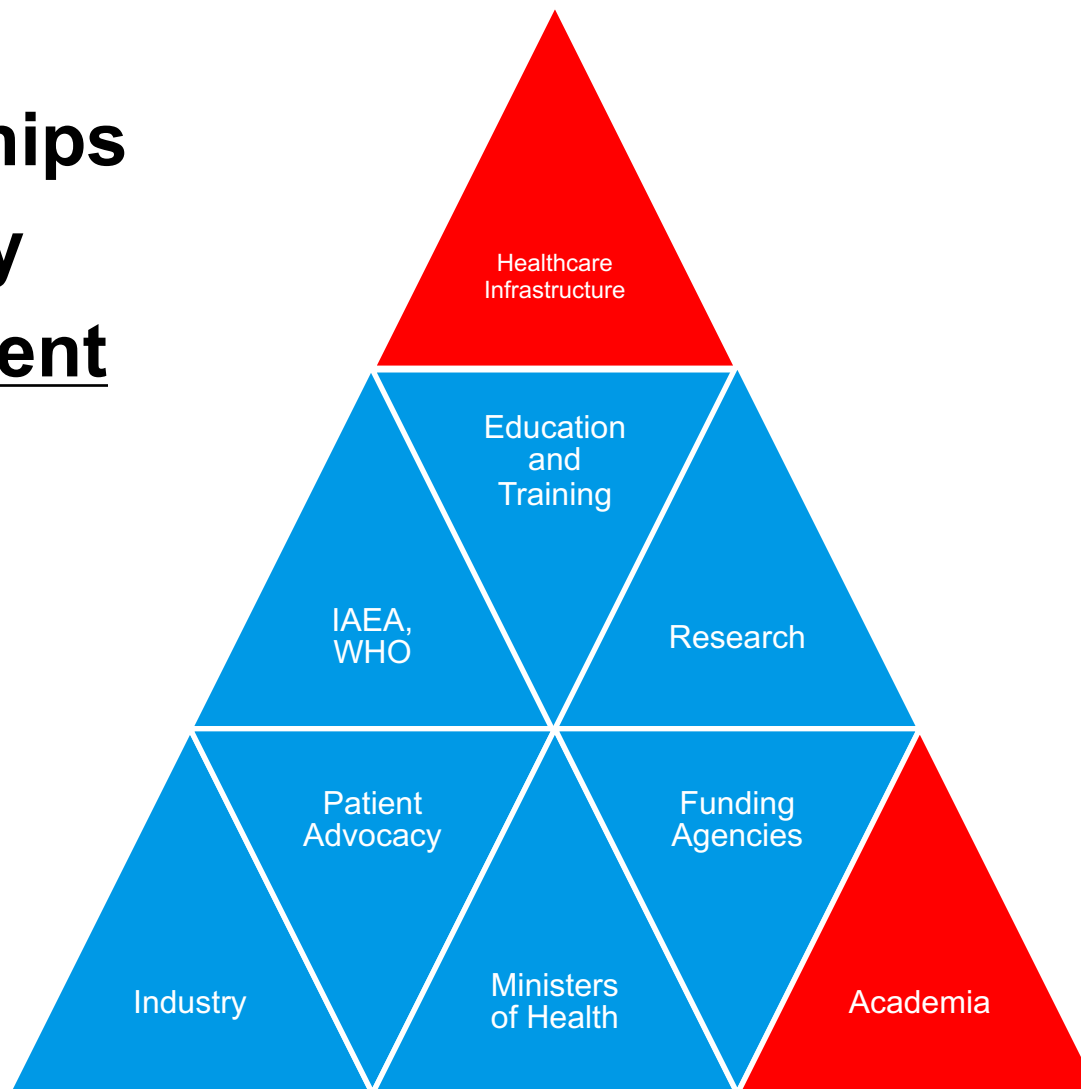 hips
y
ent
Healthcare
Infrastructure
Education
and
Training
IAEA,
WHO
Research
Patient
Advocacy
Funding
Agencies
Industry
Ministers
of Health
Academia